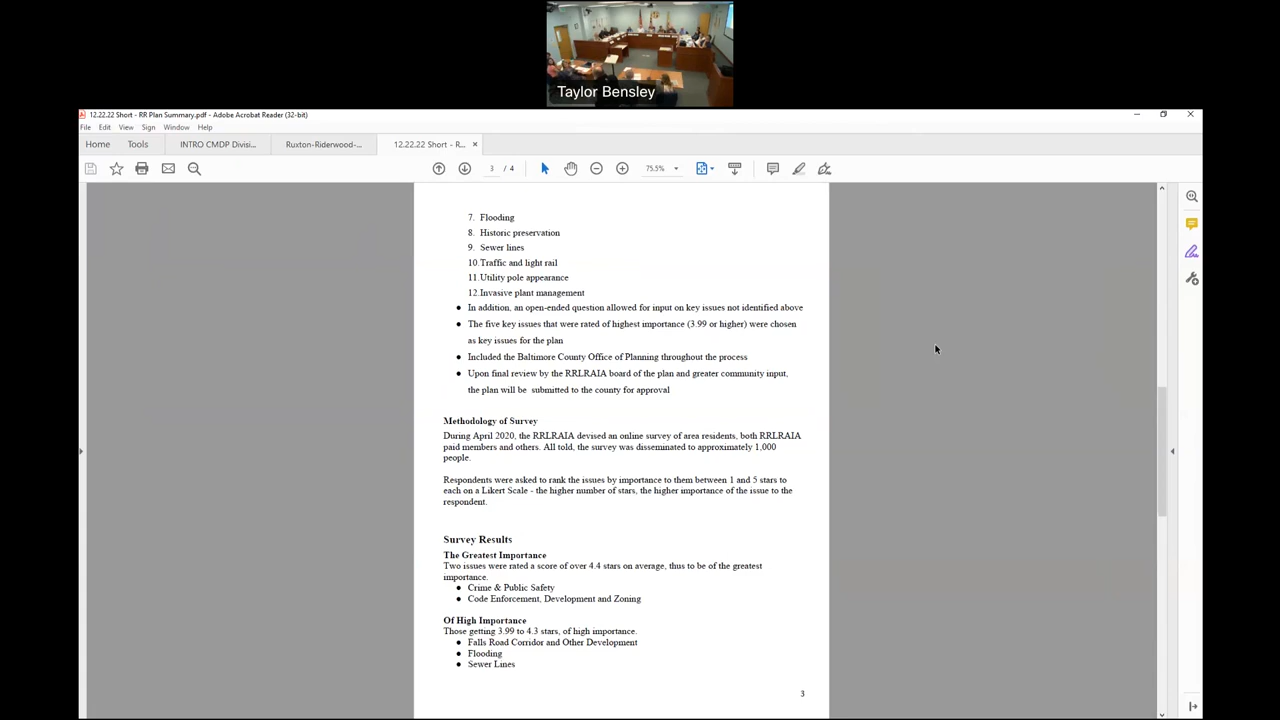 Taylor Bensley
12.22.22 Short - RR Plan Summary.pdf - Adobe Acrobat Reader (32-bit)
File Edit View Sign Window Help
Home Tools INTRO CMDP Divisi... Ruxton-Riderwood-... 12.22.22 Short - R... ×
3 / 4 75.5%
7. Flooding
8. Historic preservation
9. Sewer lines
10.Traffic and light rail
11.Utility pole appearance
12.Invasive plant management
● In addition, an open-ended question allowed for input on key issues not identified above
● The five key issues that were rated of highest importance (3.99 or higher) were chosen
as key issues for the plan
● Included the Baltimore County Office of Planning throughout the process
● Upon final review by the RRLRAIA board of the plan and greater community input,
the plan will be submitted to the county for approval
Methodology of Survey
During April 2020, the RRLRAIA devised an online survey of area residents, both RRLRAIA
paid members and others. All told, the survey was disseminated to approximately 1,000
people.
Respondents were asked to rank the issues by importance to them between 1 and 5 stars to
each on a Likert Scale - the higher number of stars, the higher importance of the issue to the
respondent.
Survey Results
The Greatest Importance
Two issues were rated a score of over 4.4 stars on average, thus to be of the greatest
importance.
● Crime & Public Safety
● Code Enforcement, Development and Zoning
Of High Importance
Those getting 3.99 to 4.3 stars, of high importance.
● Falls Road Corridor and Other Development
● Flooding
● Sewer Lines
3